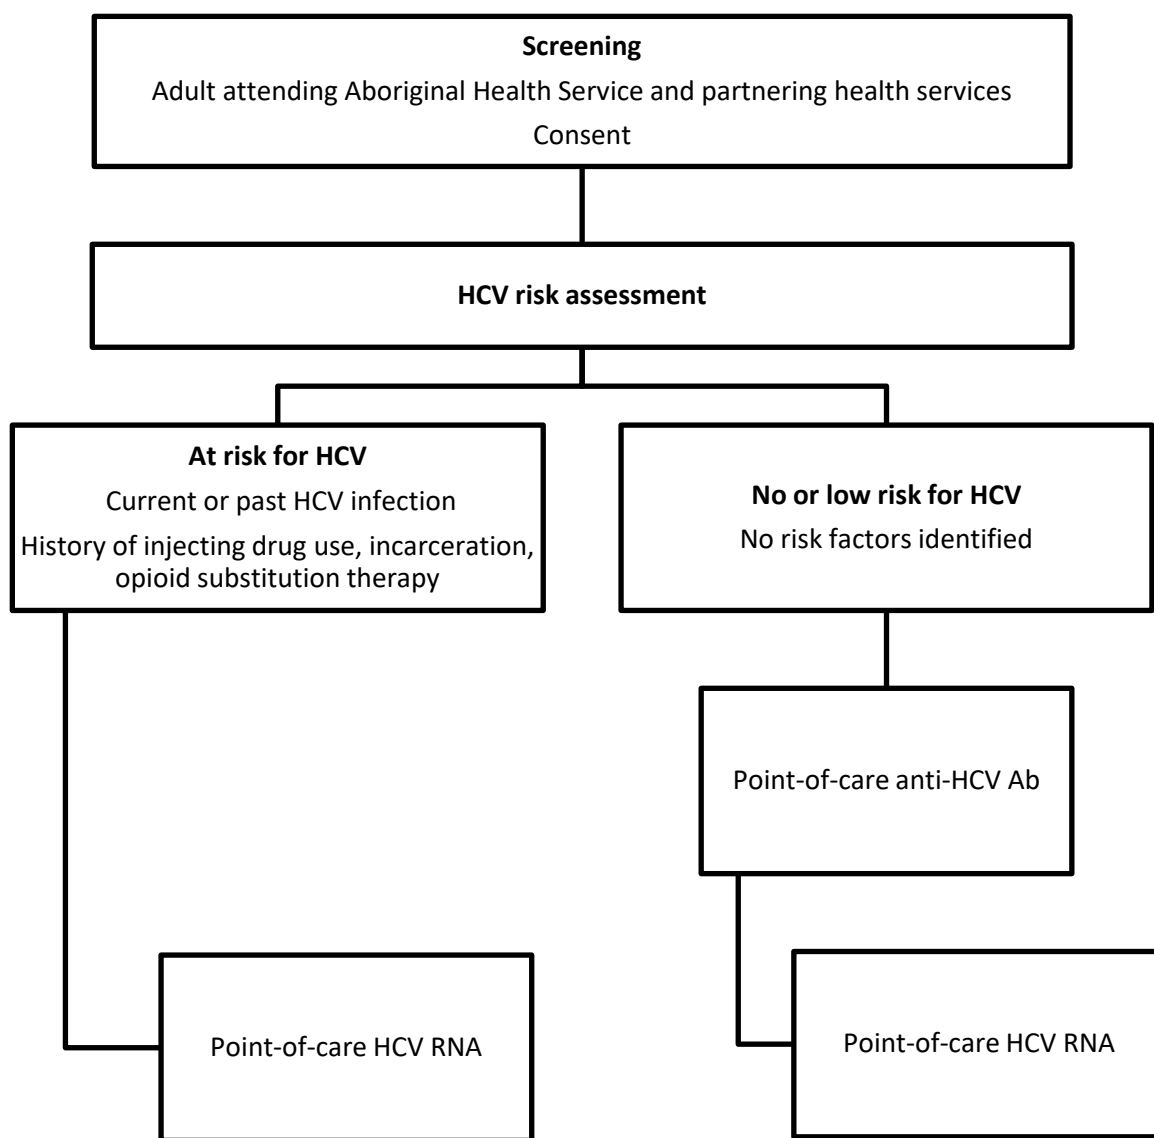 Screening
Adult attending Aboriginal Health Service and partnering health services
Consent
HCV risk assessment
At risk for HCV
Current or past HCV infection
History of injecting drug use, incarceration,
opioid substitution therapy
No or low risk for HCV
No risk factors identified
Point-of-care anti-HCV Ab
Point-of-care HCV RNA
Point-of-care HCV RNA